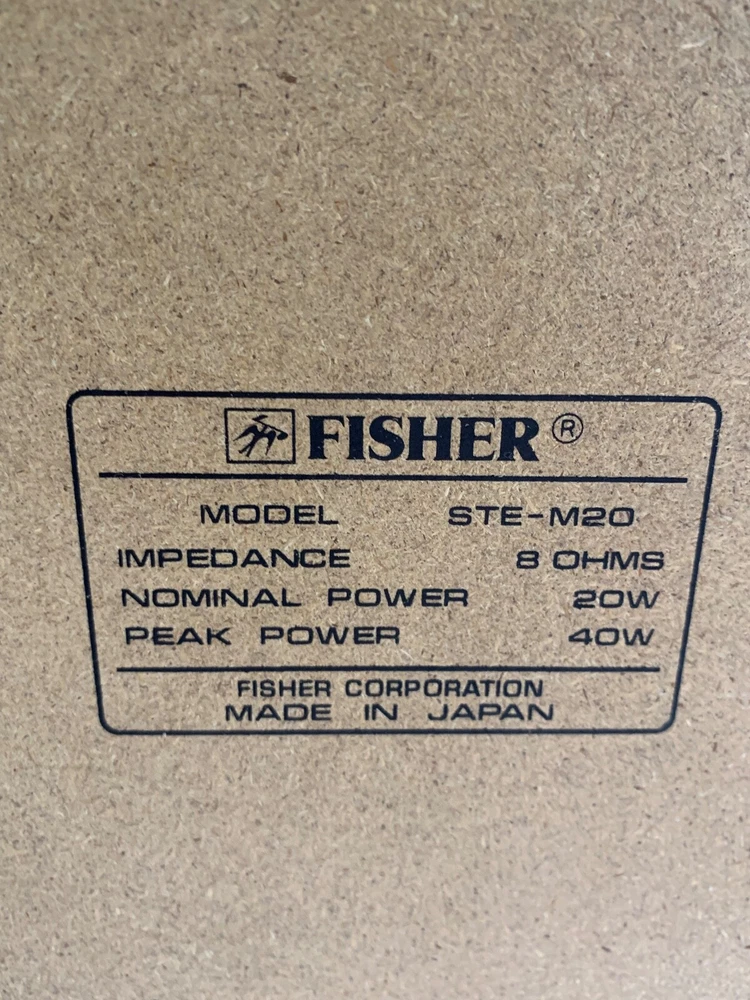 FISHER ®
MODEL STE-M20
IMPEDANCE 8 OHMS
NOMINAL POWER 20W
PEAK POWER 40W
FISHER CORPORATION
MADE IN JAPAN